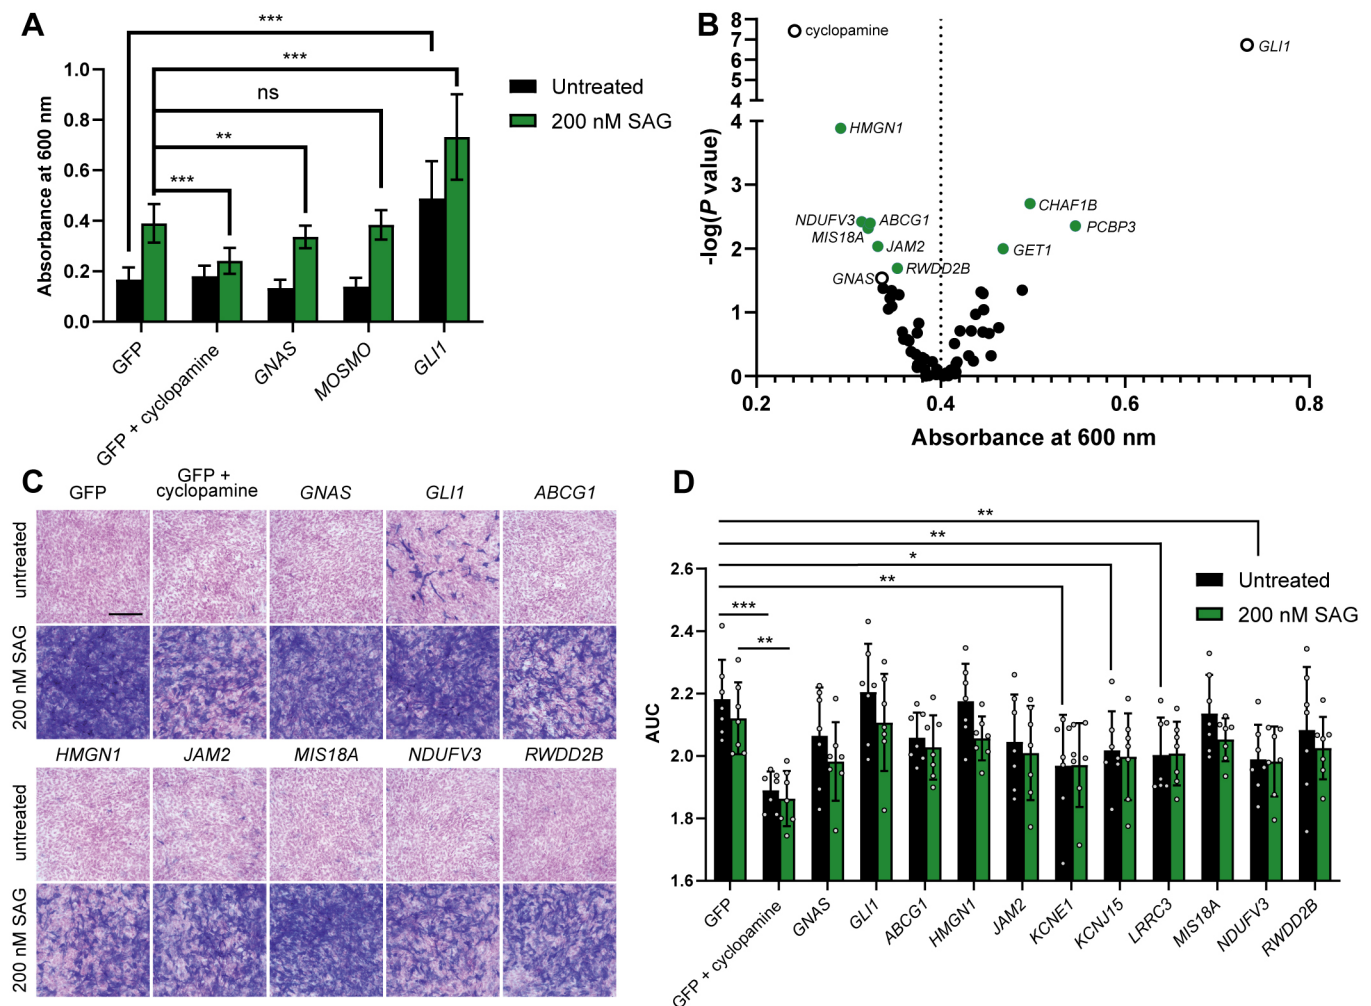 A
***
***
ns
**
***
Absorbance at 600 nm
1.0
0.8
0.6
0.4
0.2
0.0
Untreated
200 nM SAG
GFP
GFP + cyclopamine
GNAS
MOSMO
GLI1
B
-log(P value)
8
7
6
5
4
4
3
2
1
0
cyclopamine
GLI1
HMGN1
CHAF1B
PCBP3
GET1
NDUFV3
ABCG1
MIS18A
JAM2
RWDD2B
GNAS
0.2
0.4
0.6
0.8
Absorbance at 600 nm
C
GFP
GFP +
cyclopamine
GNAS
GLI1
ABCG1
untreated
200 nM SAG
HMGN1
JAM2
MIS18A
NDUFV3
RWDD2B
untreated
200 nM SAG
D
**
**
*
**
***
**
AUC
2.6
2.4
2.2
2.0
1.8
1.6
Untreated
200 nM SAG
GFP
GFP + cyclopamine
GNAS
GLI1
ABCG1
HMGN1
JAM2
KCNE1
KCNJ15
LRRC3
MIS18A
NDUFV3
RWDD2B